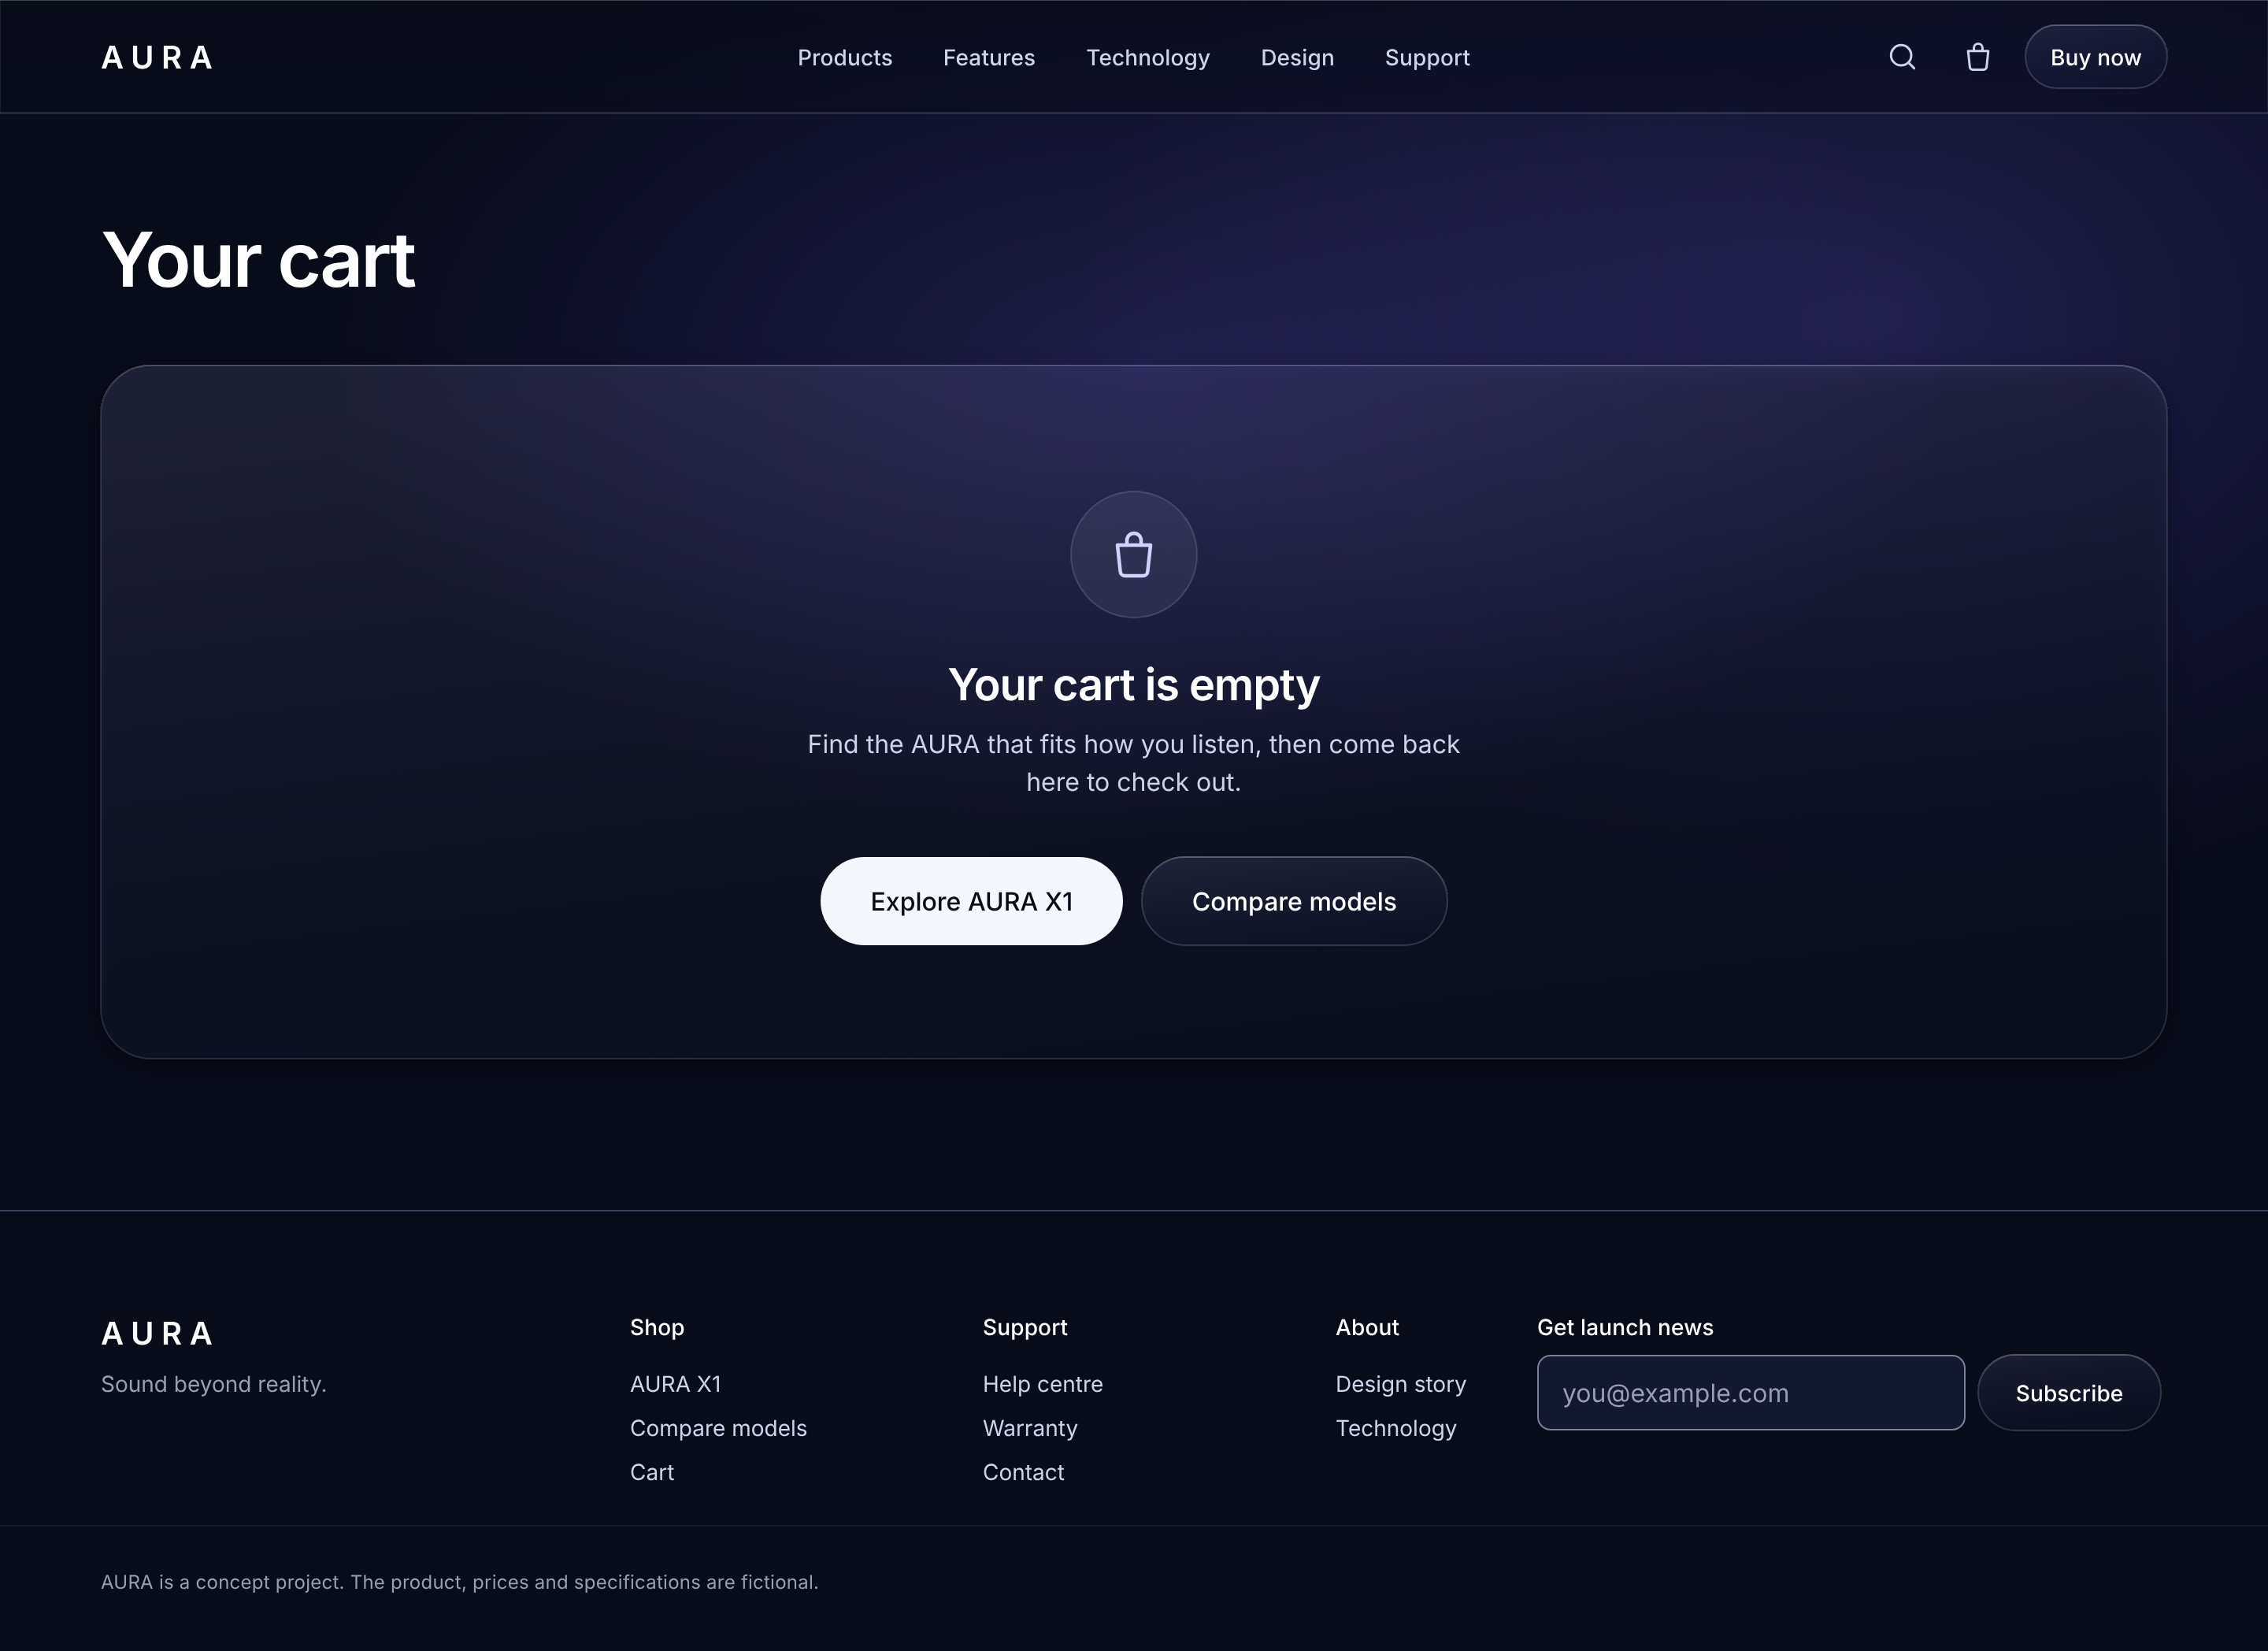 AURA
Products
Features
Technology
Design
Support
Buy now
Your cart
Your cart is empty
Find the AURA that fits how you listen, then come back
here to check out.
Explore AURA X1
Compare models
AURA
Sound beyond reality.
Shop
AURA X1
Compare models
Cart
Support
Help centre
Warranty
Contact
About
Design story
Technology
Get launch news
you@example.com
Subscribe
AURA is a concept project. The product, prices and specifications are fictional.